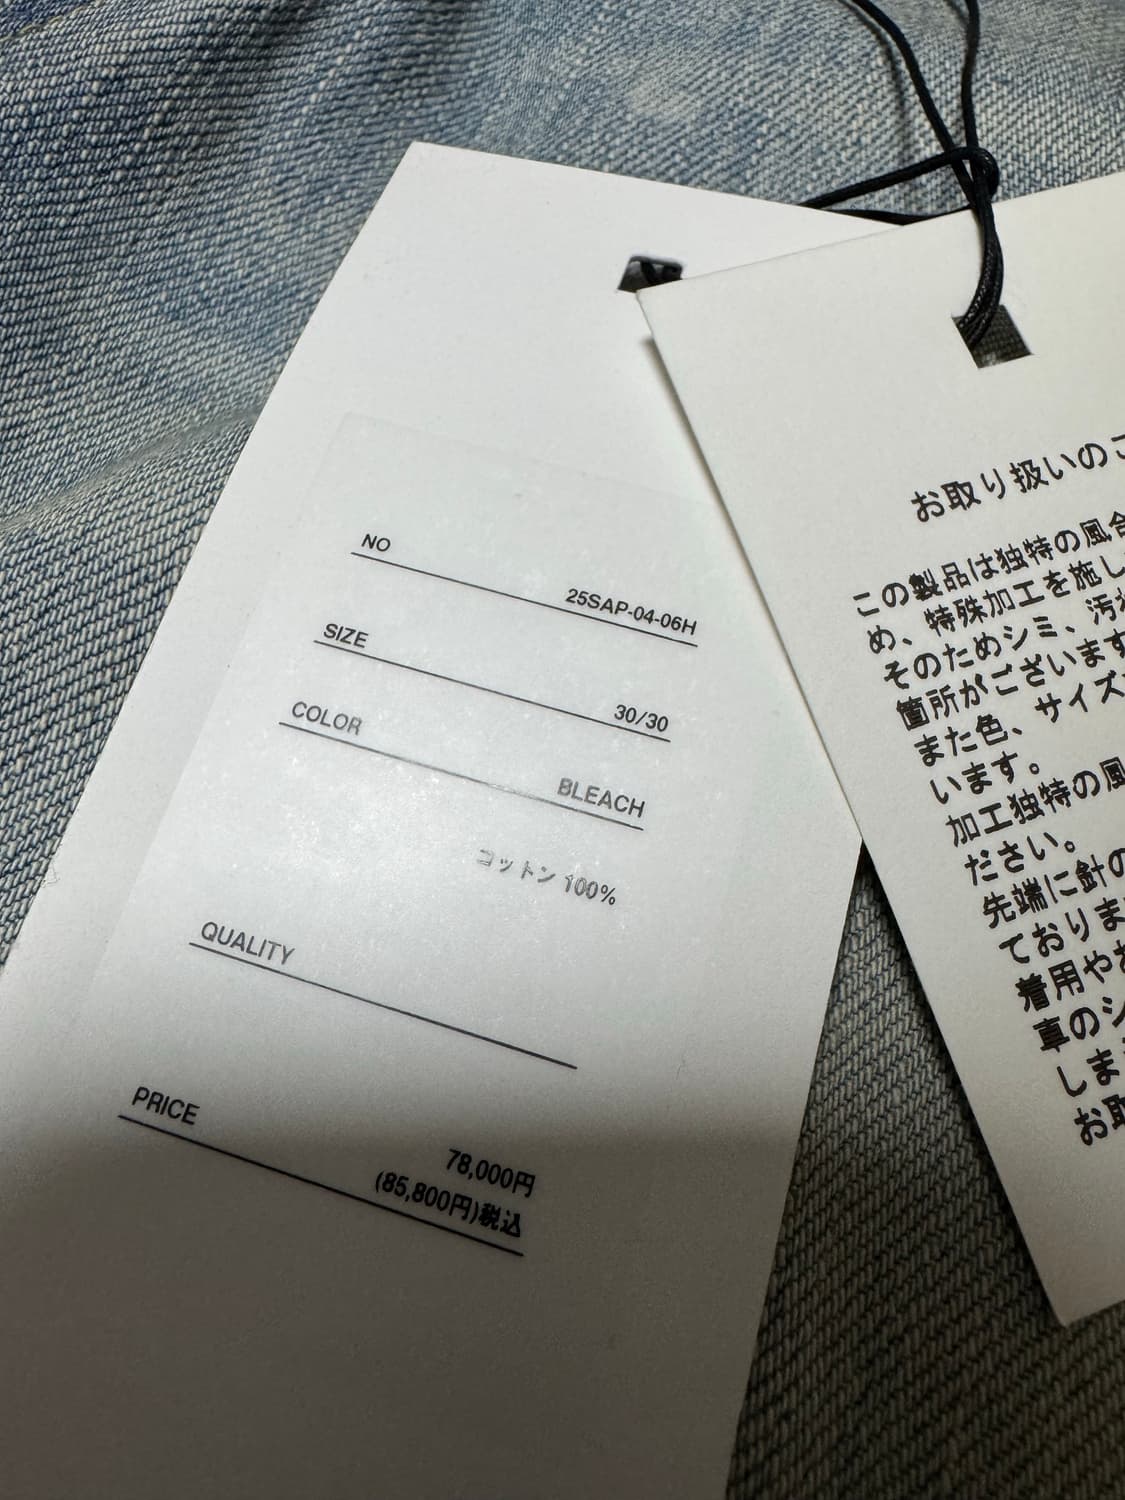 NO
25SAP-04-06H
SIZE
30/30
COLOR
BLEACH
コットン 100%
QUALITY
PRICE
78,000円
(85,800円)税込
お取り扱いのこ
この製品は独特の風合
め、特殊加工を施し
そのためシミ、汚れ
箇所がございます
また色、サイズ
います。
加工独特の風
ださい。
先端に針の
ておりま
着用やお
車のシ
しま
お取